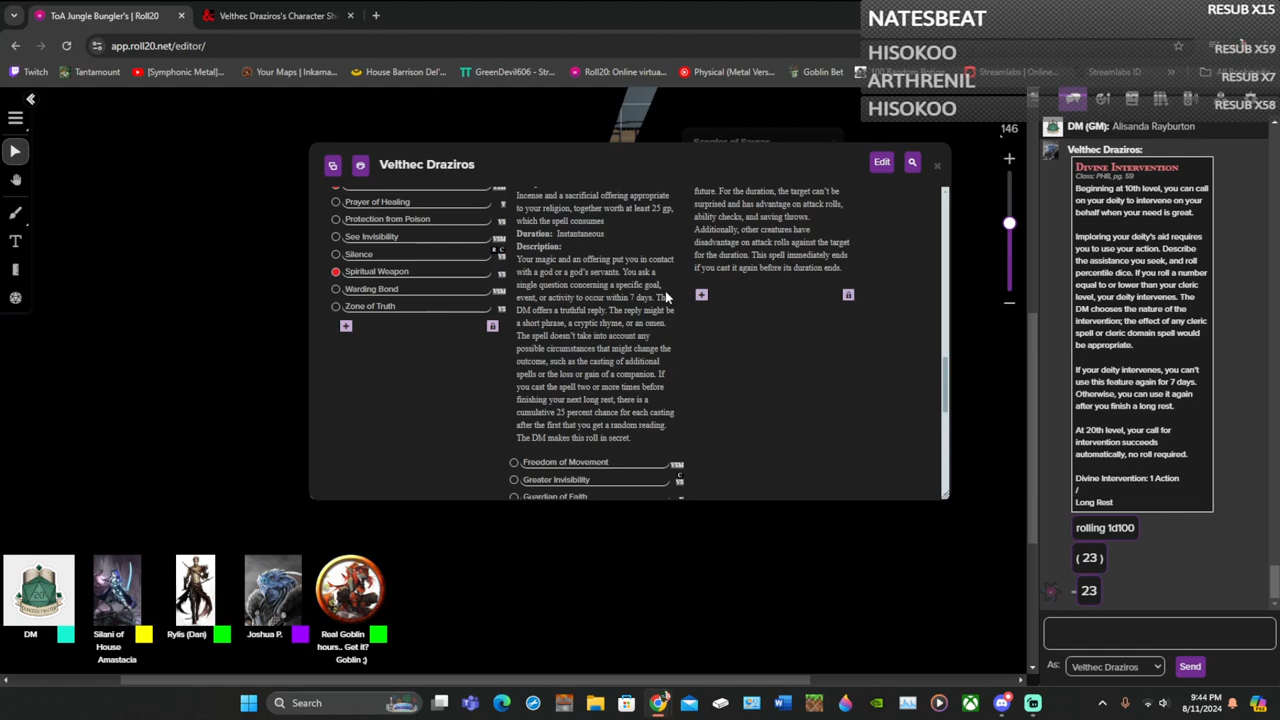 ToA Jungle Bungler's | Roll20
Velthec Draziros's Character Sh
app.roll20.net/editor/
Twitch
Tantamount
[Symphonic Metal]...
Your Maps | Inkarna...
House Barrison Del'...
GreenDevil606 - Str...
Roll20: Online virtua...
Physical (Metal Vers...
Goblin Bet
Streamlabs | Online...
Streamlabs ID
NATESBEAT
RESUB X15
HISOKOO
RESUB X59
ARTHRENIL
RESUB X7
HISOKOO
RESUB X58
146
Velthec Draziros
Edit
Prayer of Healing
Protection from Poison
See Invisibility
Silence
Spiritual Weapon
Warding Bond
Zone of Truth
Incense and a sacrificial offering appropriate
to your religion, together worth at least 25 gp,
which the spell consumes
Duration: Instantaneous
Description:
Your magic and an offering put you in contact
with a god or a god's servants. You ask a
single question concerning a specific goal,
event, or activity to occur within 7 days. The
DM offers a truthful reply. The reply might be
a short phrase, a cryptic rhyme, or an omen.
The spell doesn't take into account any
possible circumstances that might change the
outcome, such as the casting of additional
spells or the loss or gain of a companion. If
you cast the spell two or more times before
finishing your next long rest, there is a
cumulative 25 percent chance for each casting
after the first that you get a random reading.
The DM makes this roll in secret.
Freedom of Movement
Greater Invisibility
Guardian of Faith
future. For the duration, the target can't be
surprised and has advantage on attack rolls,
ability checks, and saving throws.
Additionally, other creatures have
disadvantage on attack rolls against the target
for the duration. This spell immediately ends
if you cast it again before its duration ends.
DM (GM): Alisanda Rayburton
Velthec Draziros:
DIVINE INTERVENTION
Class: PHB, pg. 59
Beginning at 10th level, you can call
on your deity to intervene on your
behalf when your need is great.
Imploring your deity's aid requires
you to use your action. Describe
the assistance you seek, and roll
percentile dice. If you roll a number
equal to or lower than your cleric
level, your deity intervenes. The
DM chooses the nature of the
intervention; the effect of any cleric
spell or cleric domain spell would
be appropriate.
If your deity intervenes, you can't
use this feature again for 7 days.
Otherwise, you can use it again
after you finish a long rest.
At 20th level, your call for
intervention succeeds
automatically, no roll required.
Divine Intervention: 1 Action
/
Long Rest
rolling 1d100
( 23 )
= 23
As: Velthec Draziros
Send
DM
Silani of
House
Amastacia
Rylis (Dan)
Joshua P.
Real Goblin
hours.. Get it?
Goblin ;)
Search
9:44 PM
8/11/2024